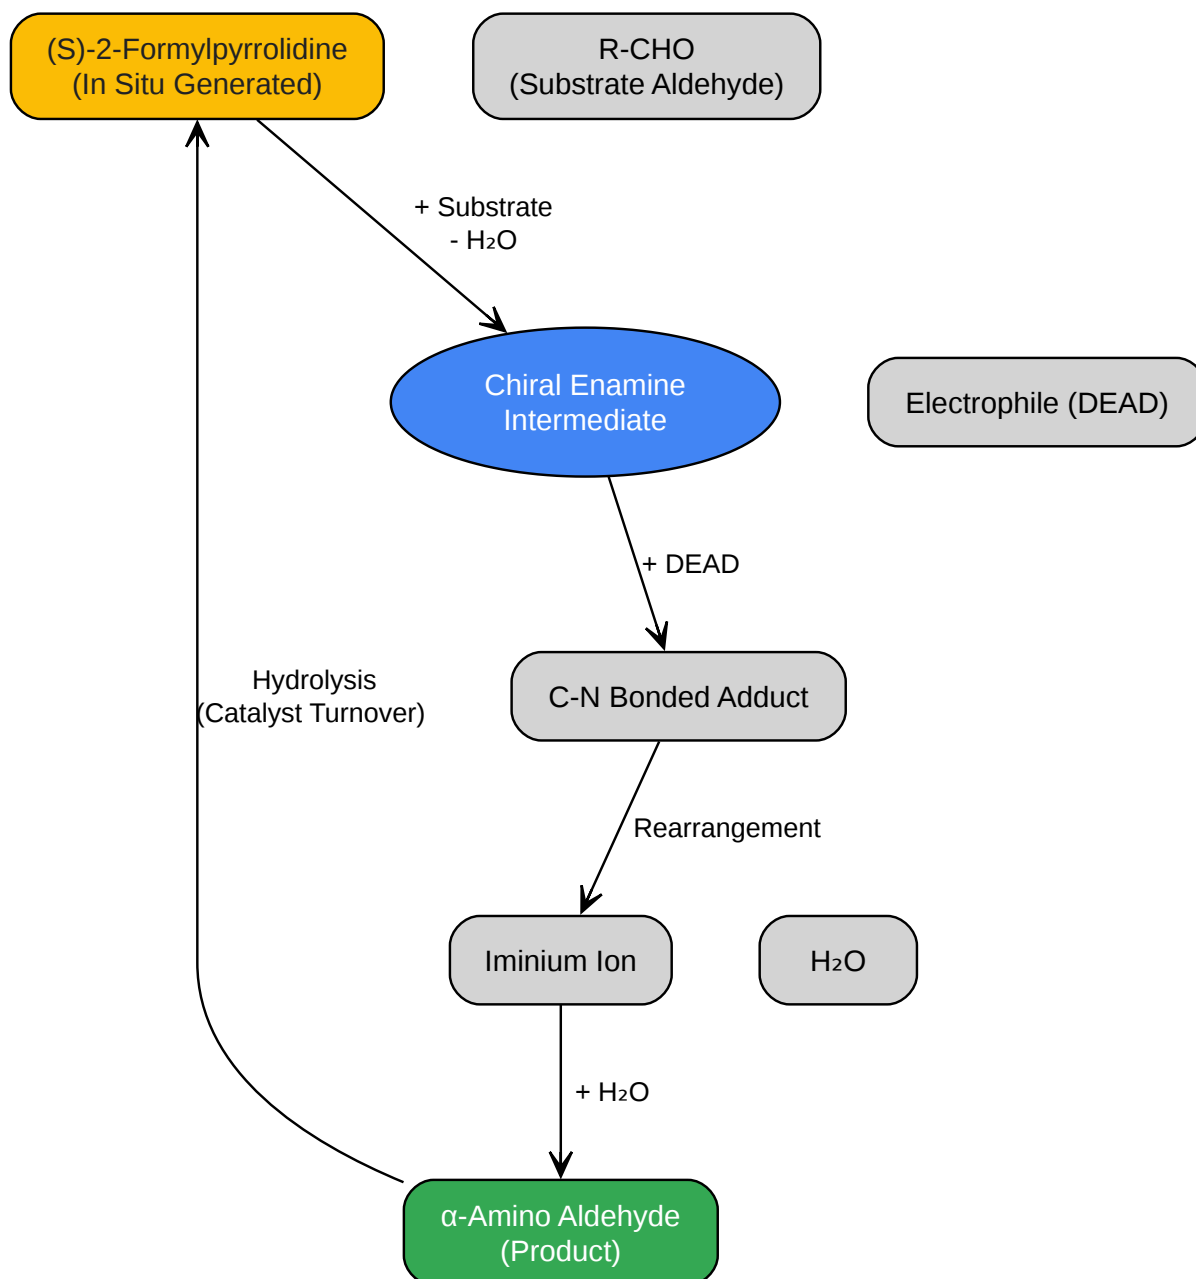 (S)-2-Formylpyrrolidine
(In Situ Generated)
R-CHO
(Substrate Aldehyde)
+ Substrate
- H₂O
Chiral Enamine
Intermediate
Electrophile (DEAD)
+ DEAD
Hydrolysis
(Catalyst Turnover)
C-N Bonded Adduct
Rearrangement
Iminium Ion
H₂O
+ H₂O
α-Amino Aldehyde
(Product)